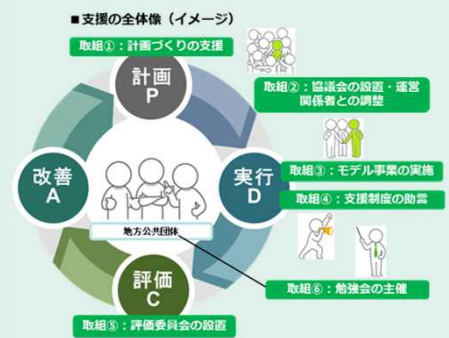 ■支援の全体像（イメージ）
取組①：計画づくりの支援
計画
P
取組②：協議会の設置・運営
関係者との調整
取組③：モデル事業の実施
改善
A
実行
D
取組④：支援制度の助言
地方公共団体
評価
C
取組⑥：勉強会の主催
取組⑤：評価委員会の設置